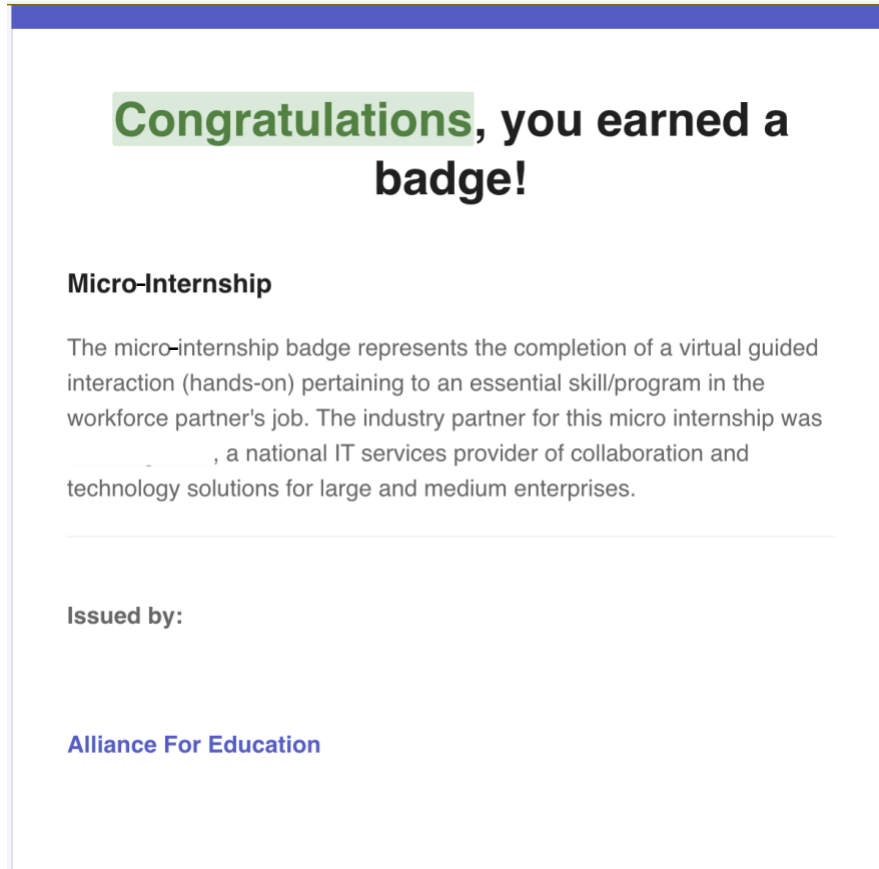 Congratulations, you earned a
badge!
Micro-Internship
The micro-internship badge represents the completion of a virtual guided
interaction (hands-on) pertaining to an essential skill/program in the
workforce partner's job. The industry partner for this micro internship was
, a national IT services provider of collaboration and
technology solutions for large and medium enterprises.
Issued by:
Alliance For Education